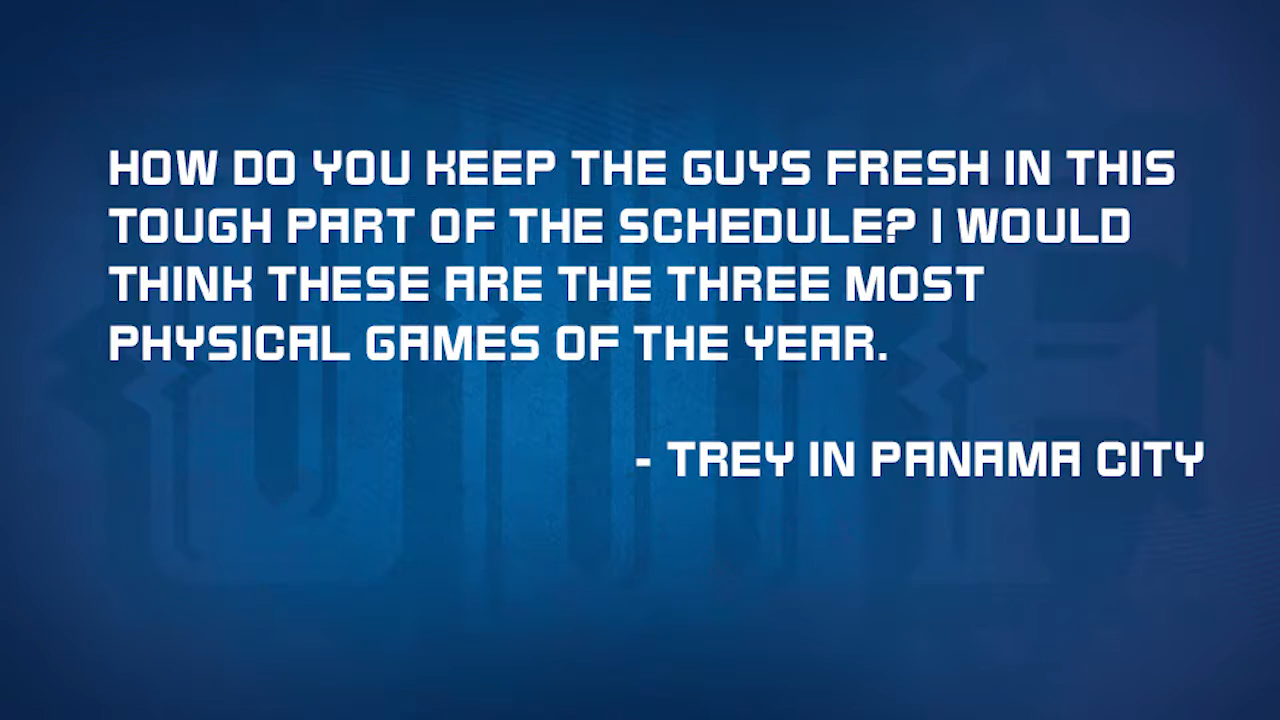 HOW DO YOU KEEP THE GUYS FRESH IN THIS
TOUGH PART OF THE SCHEDULE? I WOULD
THINK THESE ARE THE THREE MOST
PHYSICAL GAMES OF THE YEAR.
- TREY IN PANAMA CITY